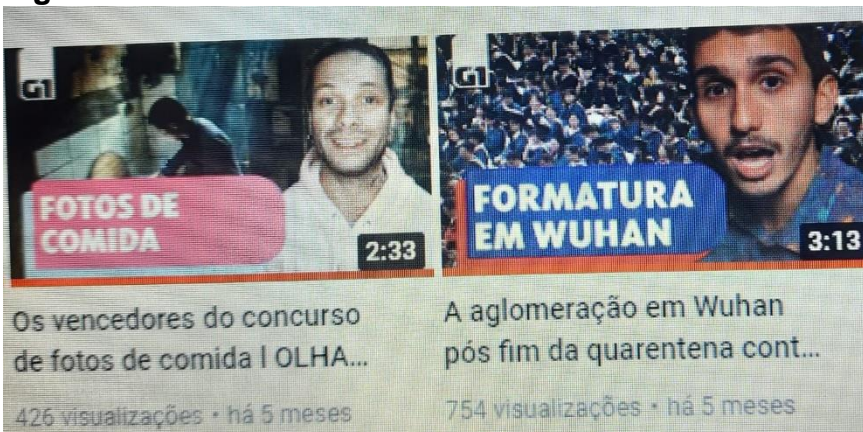 G1
FOTOS DE
COMIDA
2:33
Os vencedores do concurso
de fotos de comida | OLHA...
426 visualizações • há 5 meses
G1
FORMATURA
EM WUHAN
3:13
A aglomeração em Wuhan
pós fim da quarentena cont...
754 visualizações • há 5 meses